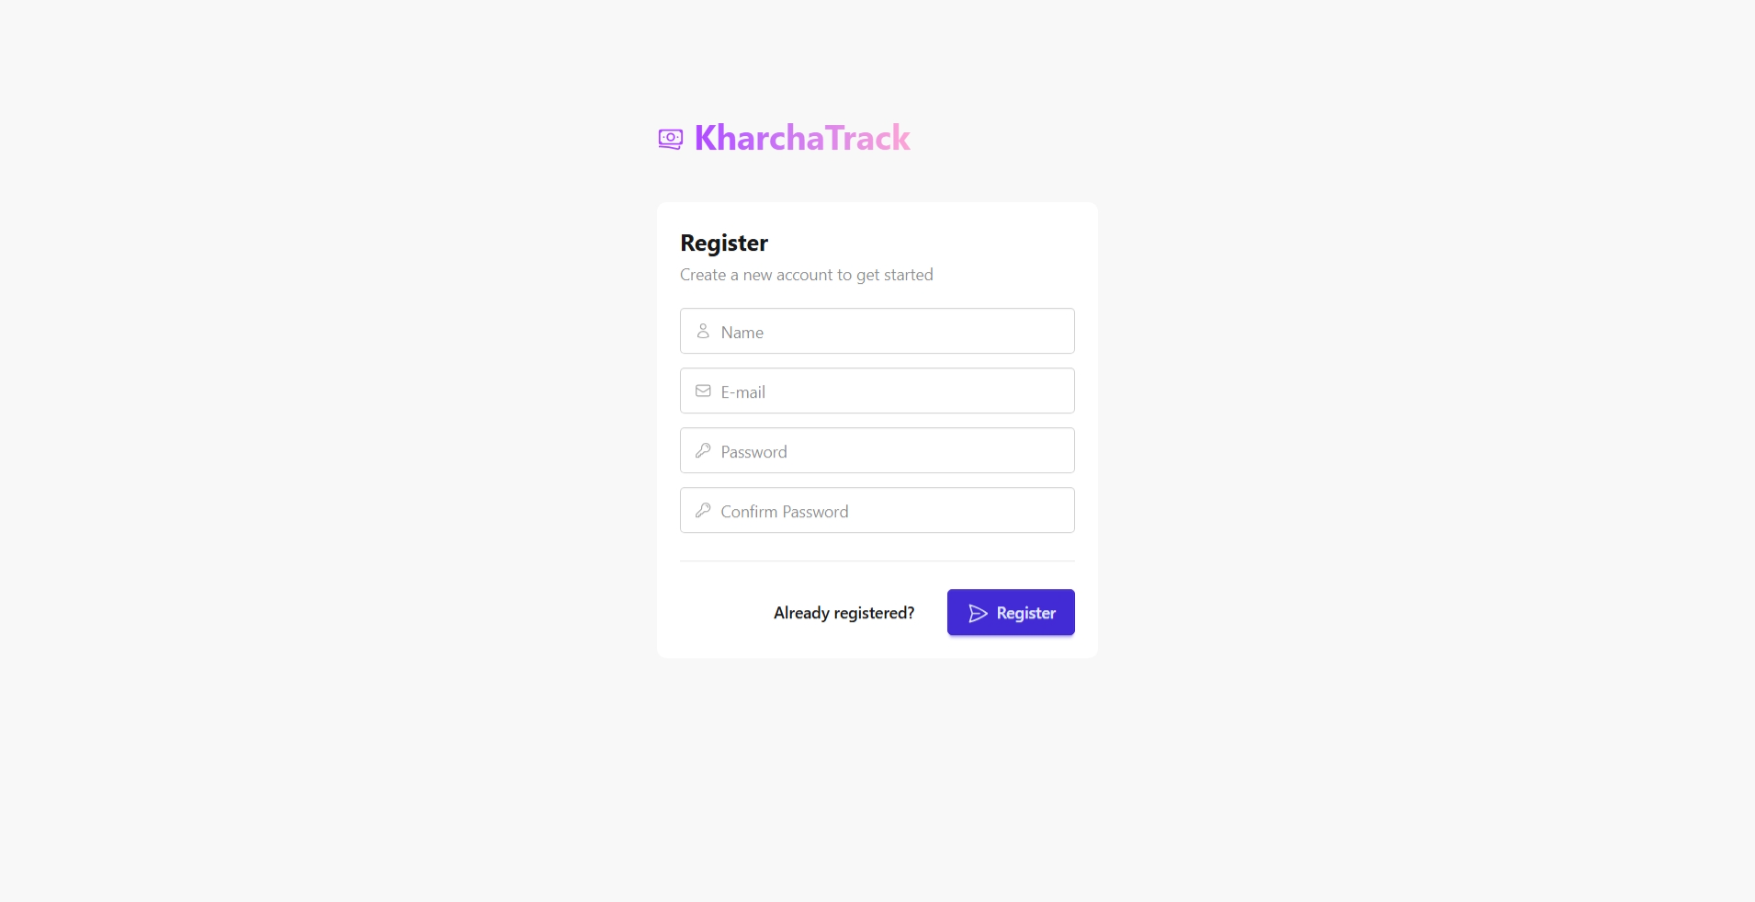 KharchaTrack
Register
Create a new account to get started
Name
E-mail
Password
Confirm Password
Already registered?
Register